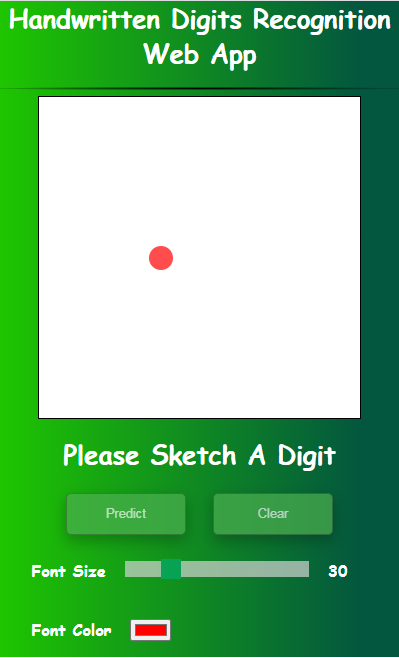 Handwritten Digits Recognition
Web App
Please Sketch A Digit
Predict Clear
Font Size 30
Font Color